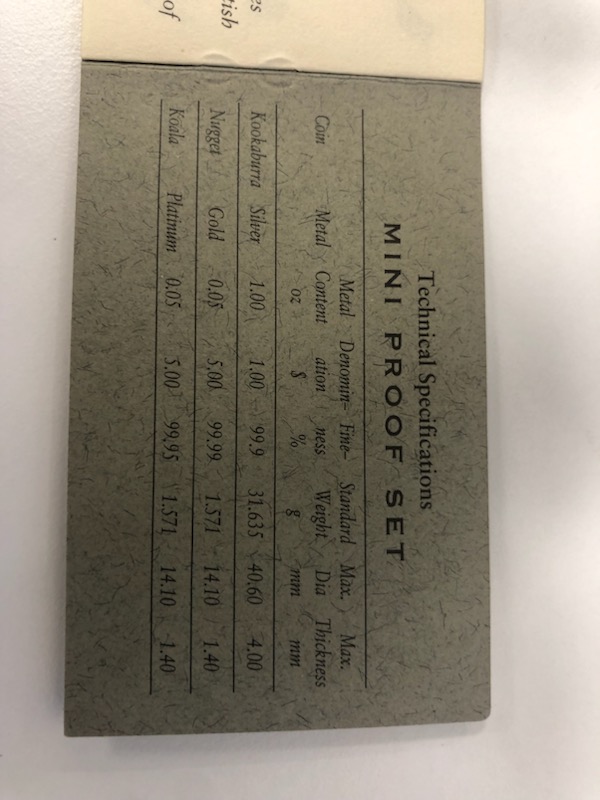 es
tish
of
Technical Specifications
MINI PROOF SET
Metal Denomin- Fine- Standard Max. Max.
Coin Metal Content ation ness Weight Dia Thickness
oz $ % g mm mm
Kookaburra Silver 1.00 1.00 99.9 31.635 40.60 4.00
Nugget Gold 0.05 5.00 99.99 1.571 14.10 1.40
Koala Platinum 0.05 5.00 99.95 1.571 14.10 1.40